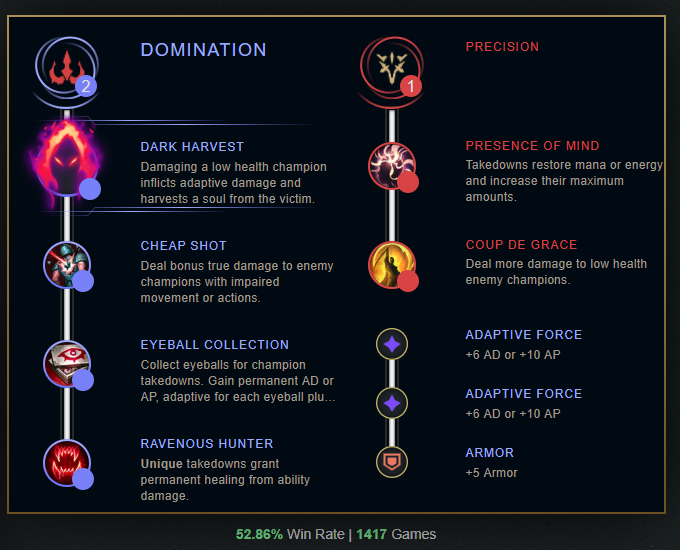 DOMINATION
2
DARK HARVEST
Damaging a low health champion
inflicts adaptive damage and
harvests a soul from the victim.
CHEAP SHOT
Deal bonus true damage to enemy
champions with impaired
movement or actions.
EYEBALL COLLECTION
Collect eyeballs for champion
takedowns. Gain permanent AD or
AP, adaptive for each eyeball plu...
RAVENOUS HUNTER
Unique takedowns grant
permanent healing from ability
damage.
PRECISION
1
PRESENCE OF MIND
Takedowns restore mana or energy
and increase their maximum
amounts.
COUP DE GRACE
Deal more damage to low health
enemy champions.
ADAPTIVE FORCE
+6 AD or +10 AP
ADAPTIVE FORCE
+6 AD or +10 AP
ARMOR
+5 Armor
52.86% Win Rate | 1417 Games